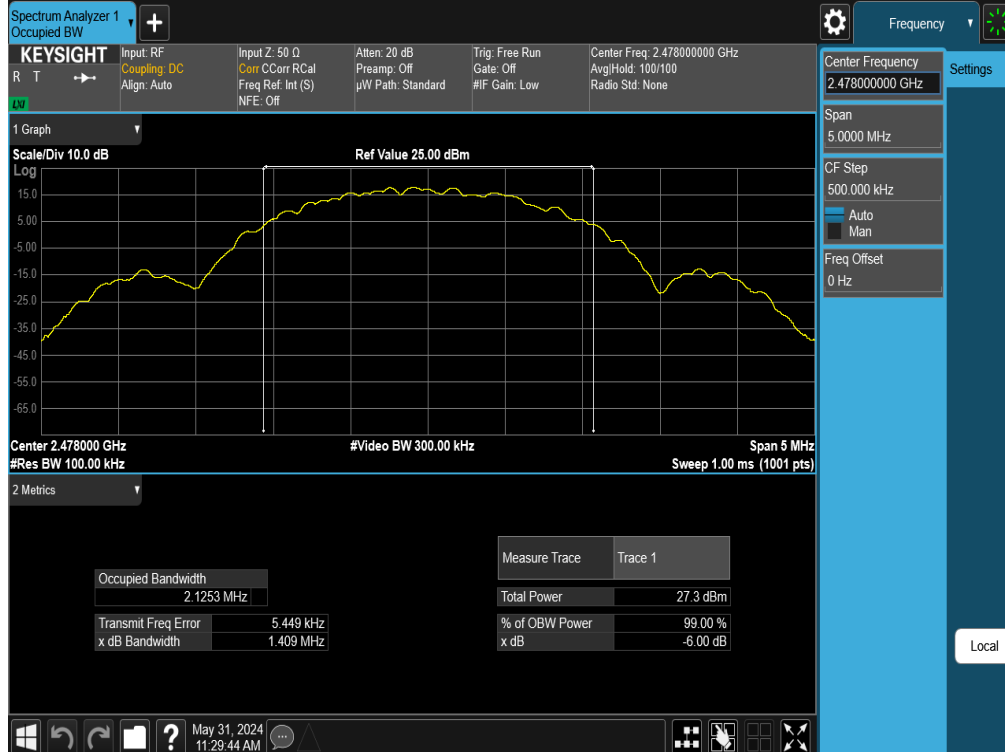 Spectrum Analyzer 1
Occupied BW
Frequency
KEYSIGHT
R T
LXI
Input: RF
Coupling: DC
Align: Auto
Input Z: 50 Ω
Corr CCorr RCal
Freq Ref: Int (S)
NFE: Off
Atten: 20 dB
Preamp: Off
µW Path: Standard
Trig: Free Run
Gate: Off
#IF Gain: Low
Center Freq: 2.478000000 GHz
Avg|Hold: 100/100
Radio Std: None
Center Frequency
2.478000000 GHz
Settings
Span
5.0000 MHz
CF Step
500.000 kHz
Auto
Man
Freq Offset
0 Hz
Local
1 Graph
Scale/Div 10.0 dB
Ref Value 25.00 dBm
Log
15.0
5.00
-5.00
-15.0
-25.0
-35.0
-45.0
-55.0
-65.0
Center 2.478000 GHz
#Video BW 300.00 kHz
Span 5 MHz
#Res BW 100.00 kHz
Sweep 1.00 ms (1001 pts)
2 Metrics
Measure Trace Trace 1
Occupied Bandwidth
2.1253 MHz
Total Power 27.3 dBm
Transmit Freq Error 5.449 kHz
% of OBW Power 99.00 %
x dB Bandwidth 1.409 MHz
x dB -6.00 dB
?
May 31, 2024
11:29:44 AM